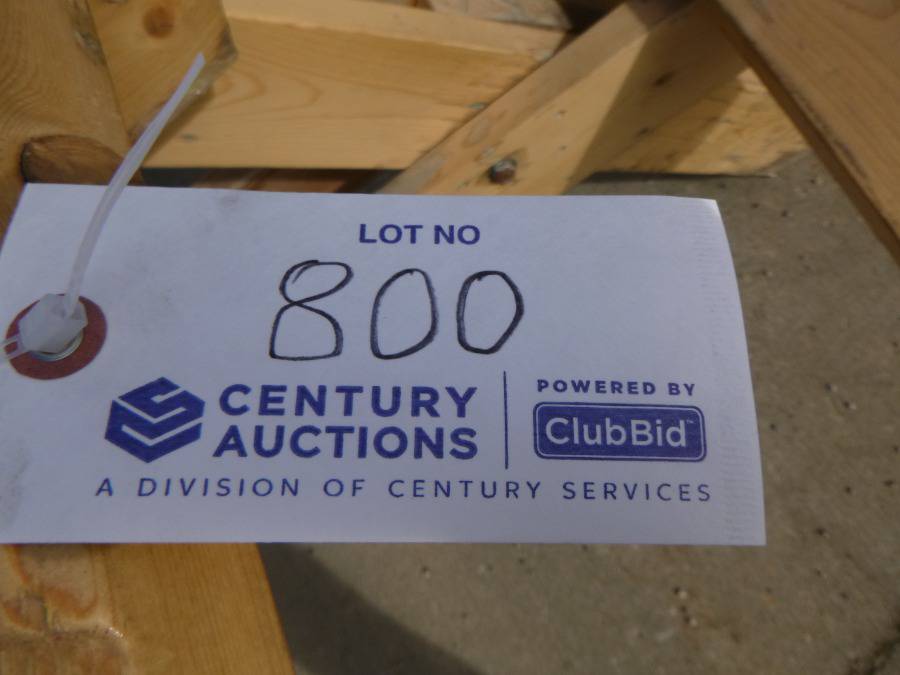 LOT NO
800
CENTURY
AUCTIONS
POWERED BY
ClubBid™
A DIVISION OF CENTURY SERVICES